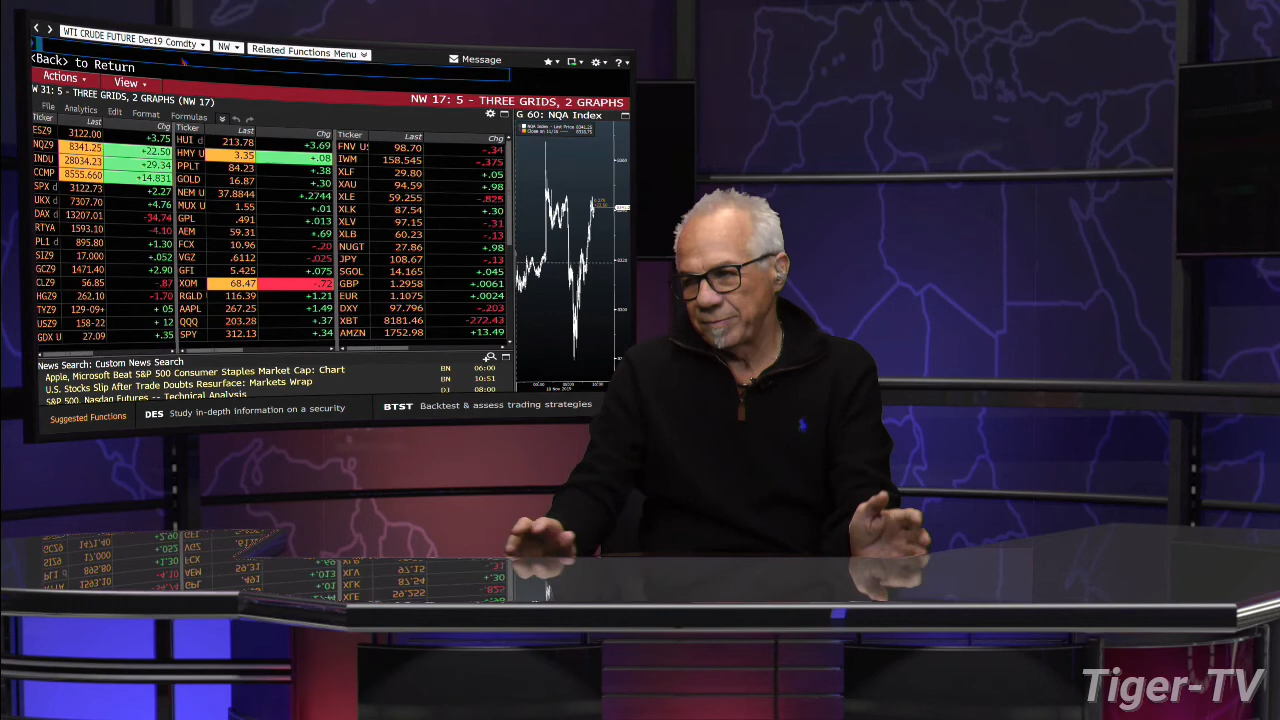 WTI CRUDE FUTURE Dec19 Comdty NW Related Functions Menu
Message
<Back> to Return
Actions View
NW 17: 5 - THREE GRIDS, 2 GRAPHS
W 31: 5 - THREE GRIDS, 2 GRAPHS (NW 17)
File Analytics Edit Format Formulas
G 60: NQA Index
Ticker Last Chg Ticker Last Chg Ticker Last Chg
ESZ9 3122.00 +3.75 HUI d 213.78 +3.69 FNV US 98.70 -.34
NQZ9 8341.25 +22.50 HMY U 3.35 +.08 IWM 158.545 -.375
INDU 28034.23 +29.34 PPLT 84.23 +.38 XLF 29.80 +.05
CCMP 8555.660 +14.831 GOLD 16.87 +.30 XAU 94.59 +.98
SPX d 3122.73 +2.27 NEM U 37.8844 +.2744 XLE 59.255 -.825
UKX d 7307.70 +4.76 MUX U 1.55 +.01 XLK 87.54 +.30
DAX d 13207.01 -34.74 GPL .491 +.013 XLV 97.15 -.31
RTYA 1593.10 -4.10 AEM 59.31 +.69 XLB 60.23 -.13
PL1 d 895.80 +1.30 FCX 10.96 -.20 NUGT 27.86 +.98
SIZ9 17.000 +.052 VGZ .6112 -.025 JPY 108.67 -.13
GCZ9 1471.40 +2.90 GFI 5.425 +.075 SGOL 14.165 +.045
CLZ9 56.85 -.87 XOM 68.47 -.72 GBP 1.2958 +.0061
HGZ9 262.10 -1.70 RGLD 116.39 +1.21 EUR 1.1075 +.0024
TYZ9 129-09+ + 05 AAPL 267.25 +1.49 DXY 97.796 -.203
USZ9 158-22 + 12 QQQ 203.28 +.37 XBT 8181.46 -272.43
GDX U 27.09 +.35 SPY 312.13 +.34 AMZN 1752.98 +13.49
News Search: Custom News Search
Apple, Microsoft Beat S&P 500 Consumer Staples Market Cap: Chart BN 06:00
U.S. Stocks Slip After Trade Doubts Resurface: Markets Wrap BN 10:51
S&P 500, Nasdaq Futures -- Technical Analysis DJ 08:00
Suggested Functions DES Study in-depth information on a security BTST Backtest & assess trading strategies
Tiger-TV